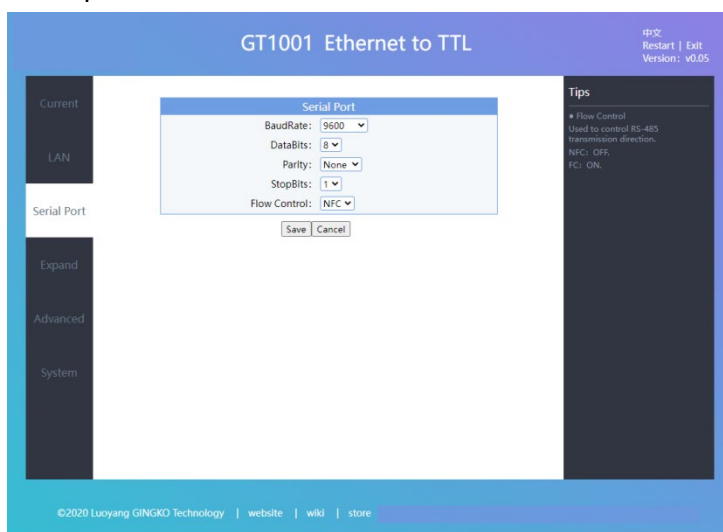 GT1001 Ethernet to TTL
中文
Restart | Exit
Version: v0.05
Current
LAN
Serial Port
Expand
Advanced
System
Serial Port
BaudRate: 9600
DataBits: 8
Parity: None
StopBits: 1
Flow Control: NFC
Save Cancel
Tips
● Flow Control
Used to control RS-485
transmission direction.
NFC: OFF.
FC: ON.
©2020 Luoyang GINGKO Technology | website | wiki | store